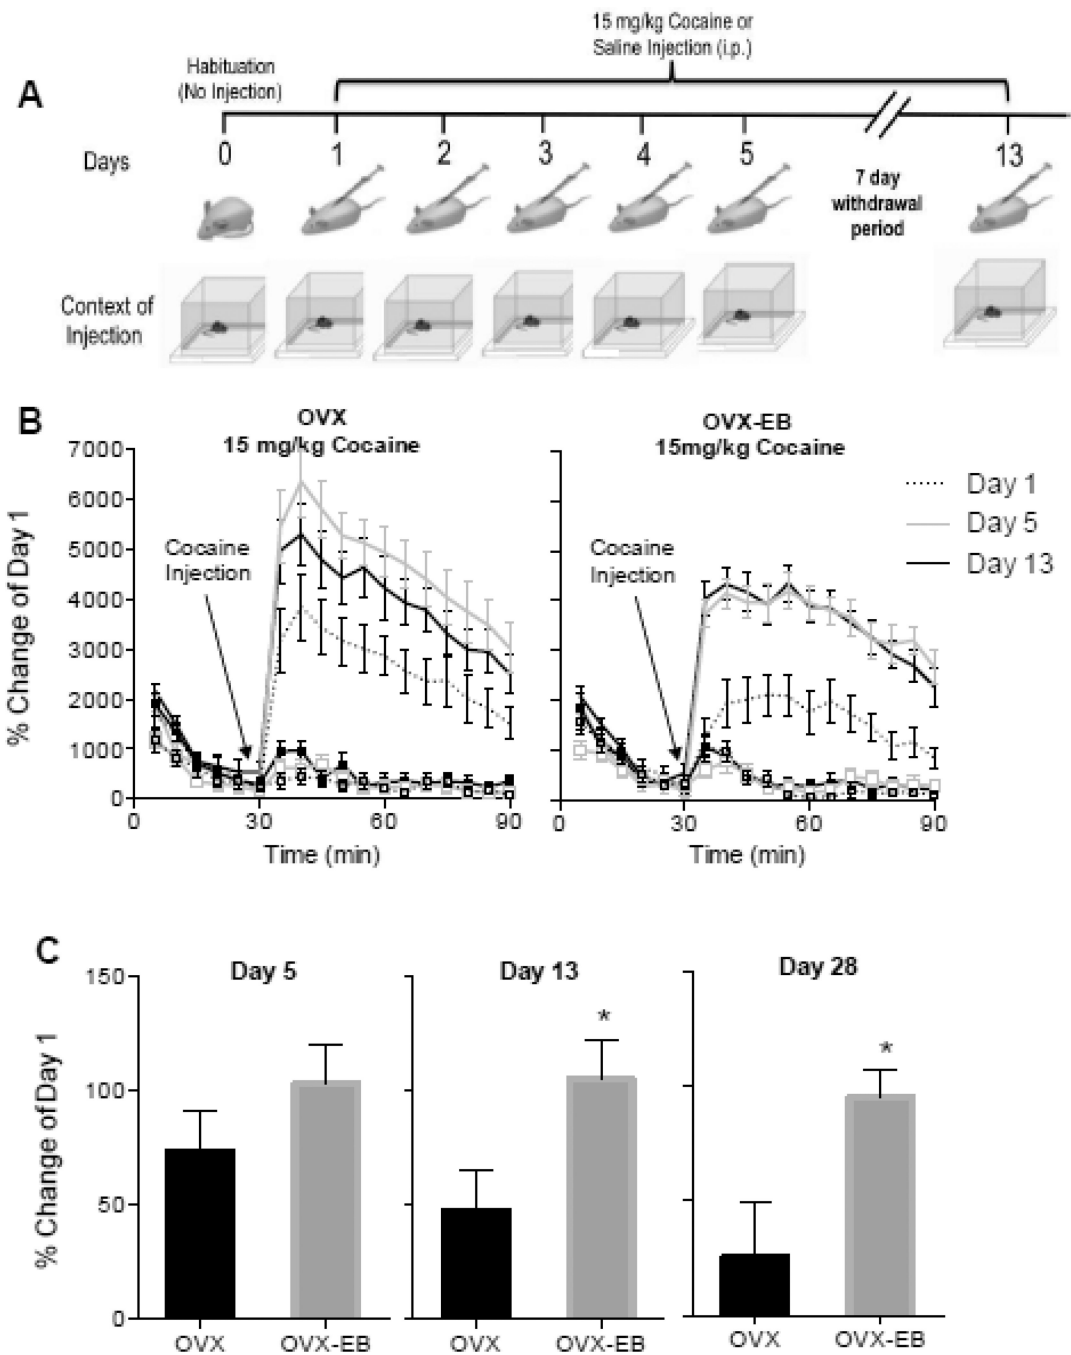 A
Habituation
(No Injection)
15 mg/kg Cocaine or
Saline Injection (i.p.)
Days
0
1
2
3
4
5
13
7 day
withdrawal
period
Context of
Injection
B
OVX
15 mg/kg Cocaine
OVX-EB
15mg/kg Cocaine
Day 1
Day 5
Day 13
% Change of Day 1
7000
6000
5000
4000
3000
2000
1000
0
Cocaine
Injection
Cocaine
Injection
0
30
60
90
Time (min)
0
30
60
90
Time (min)
C
Day 5
Day 13
Day 28
% Change of Day 1
150
100
50
0
*
*
OVX
OVX-EB
OVX
OVX-EB
OVX
OVX-EB